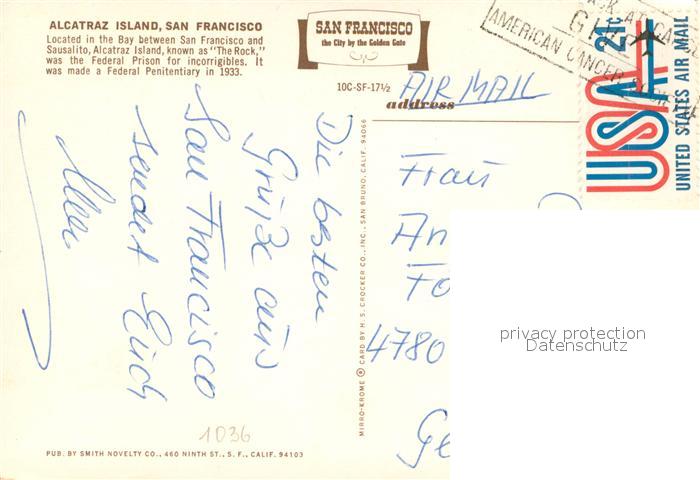 ALCATRAZ ISLAND, SAN FRANCISCO
Located in the Bay between San Francisco and
Sausalito, Alcatraz Island, known as "The Rock,"
was the Federal Prison for incorrigibles. It
was made a Federal Penitentiary in 1933.
SAN FRANCISCO
the City by the Golden Gate
10C-SF-17½
AIR MAIL
address
AMERICAN CANCER
21c
USA
UNITED STATES AIR MAIL
Die besten
Grüße aus
San Francisco
sendet Euch
MIRRO-KROME ® CARD BY H. S. CROCKER CO., INC., SAN BRUNO, CALIF. 94066
Frau
An
4780
Ge
privacy protection
Datenschutz
1036
PUB. BY SMITH NOVELTY CO., 460 NINTH ST., S. F., CALIF. 94103